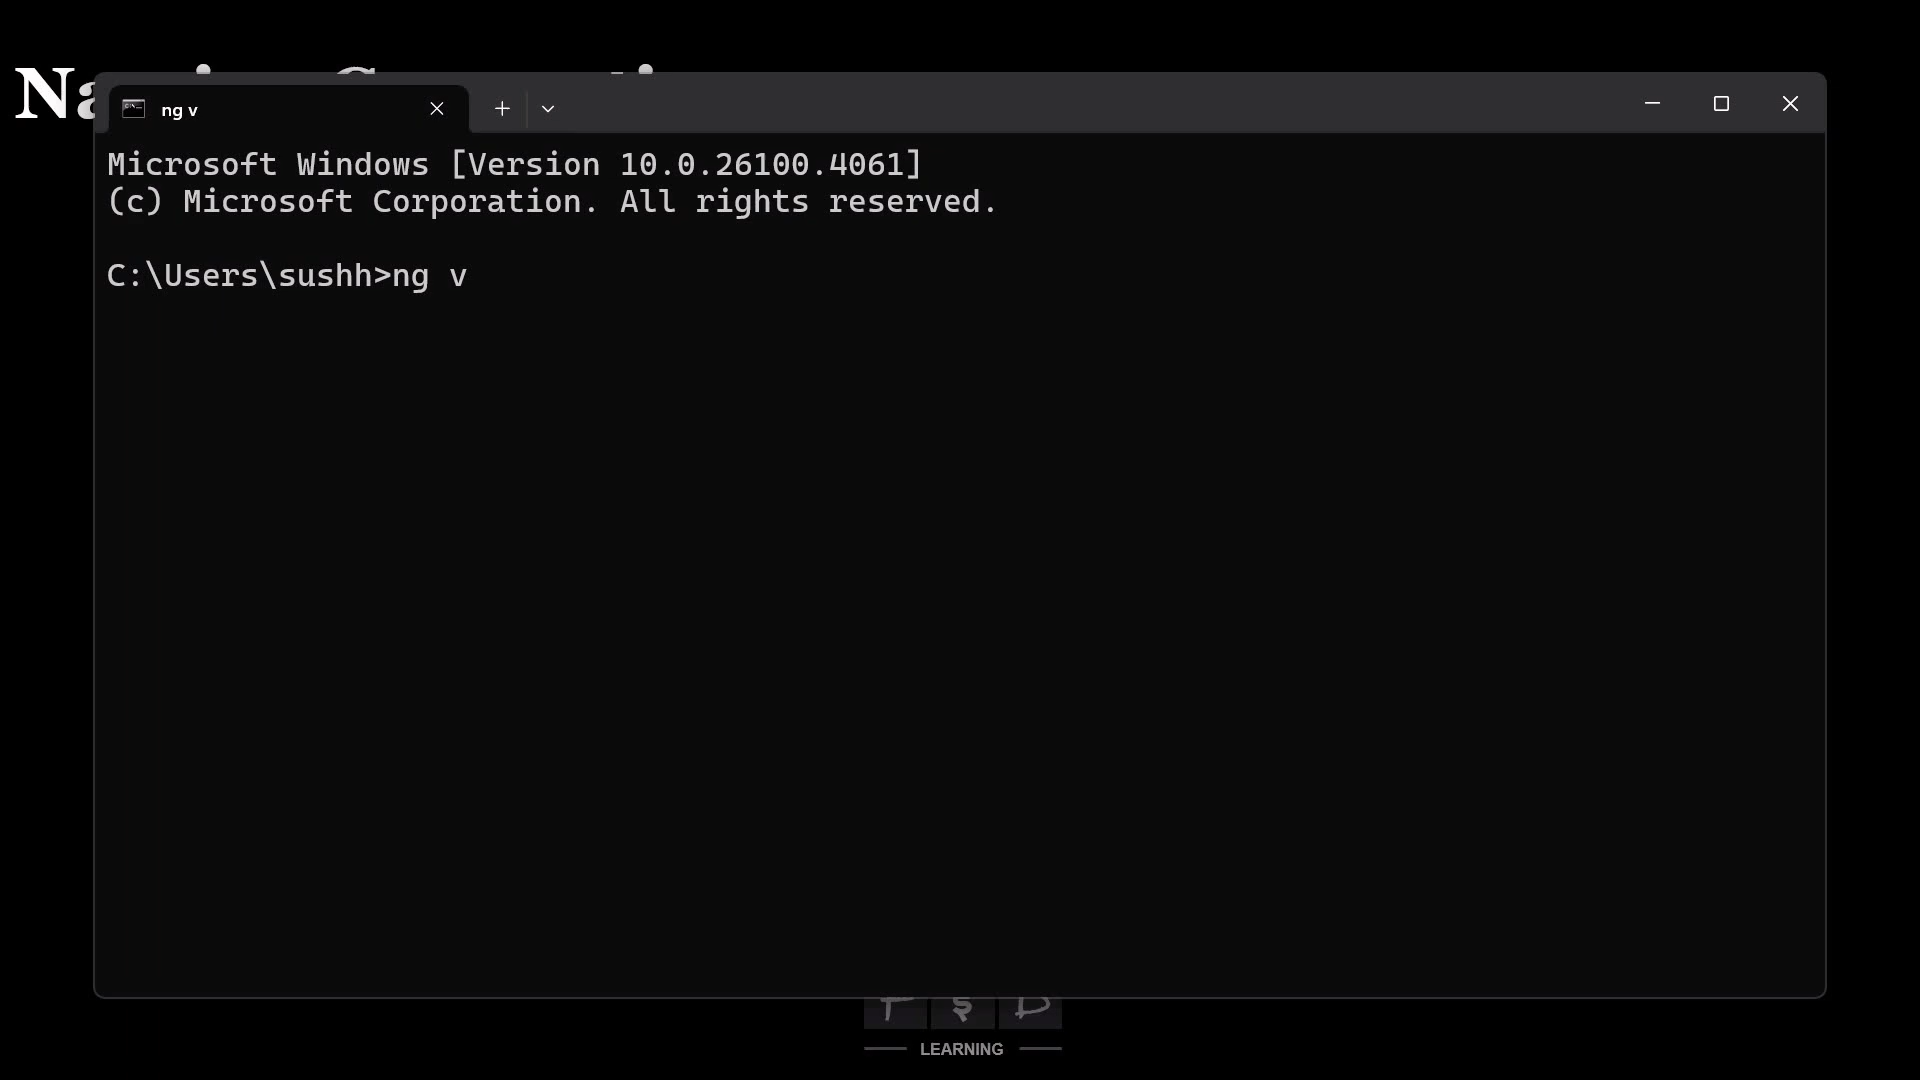 ng v
Microsoft Windows [Version 10.0.26100.4061]
(c) Microsoft Corporation. All rights reserved.
C:\Users\sushh>ng v
LEARNING